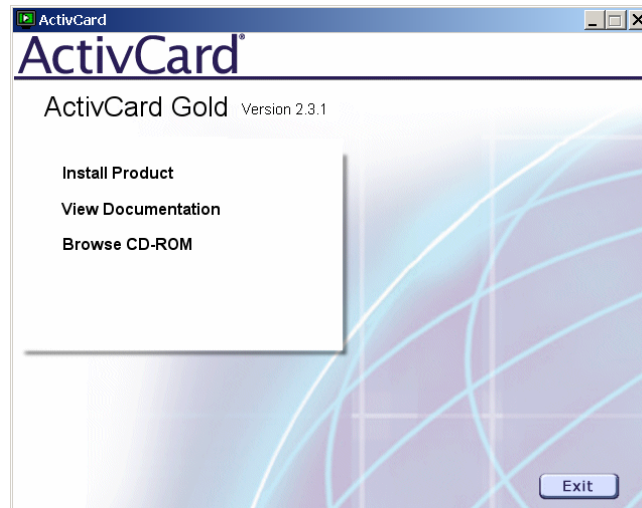 ActivCard
ActivCard®
ActivCard Gold Version 2.3.1
Install Product
View Documentation
Browse CD-ROM
Exit